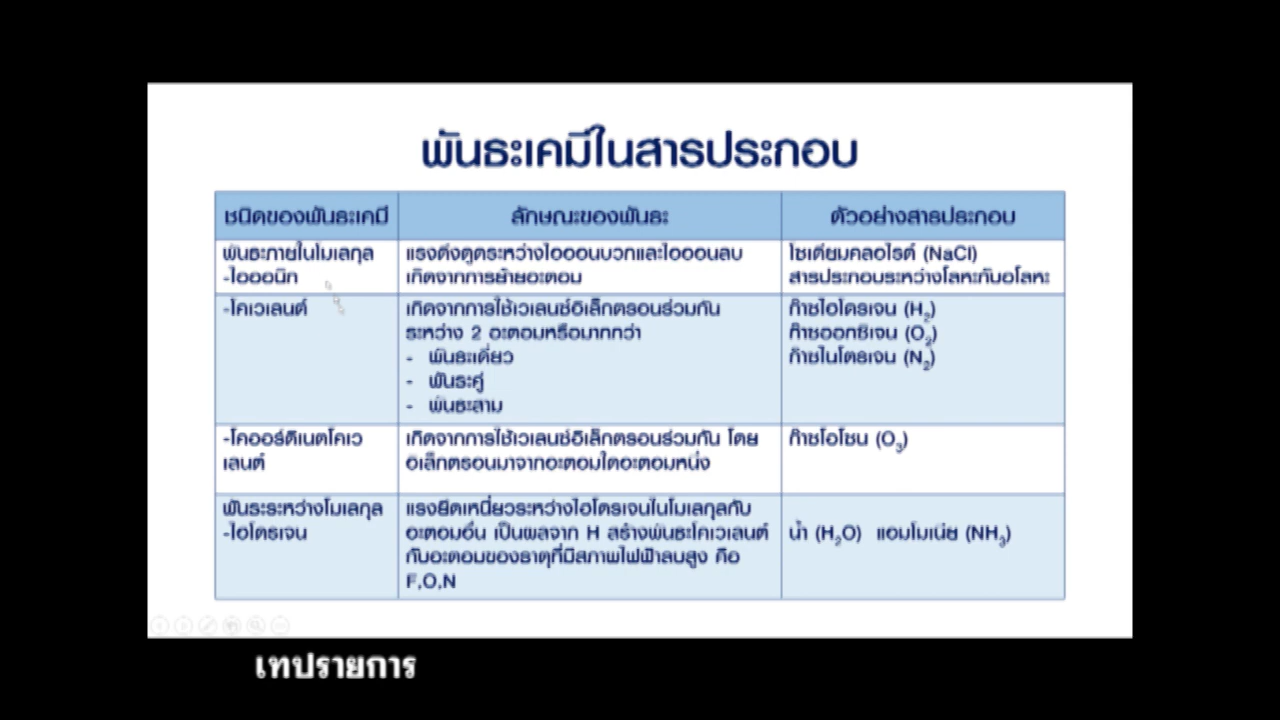 พันธะเคมีในสารประกอบ
ชนิดของพันธะเคมี
ลักษณะของพันธะ
ตัวอย่างสารประกอบ
พันธะภายในโมเลกุล
-ไอออนิก
แรงดึงดูดระหว่างไอออนบวกและไอออนลบ
เกิดจากการย้ายอะตอม
โซเดียมคลอไรด์ (NaCl)
สารประกอบระหว่างโลหะกับอโลหะ
-โคเวเลนต์
เกิดจากการใช้เวเลนซ์อิเล็กตรอนร่วมกัน
ระหว่าง 2 อะตอมหรือมากกว่า
- พันธะเดี่ยว
- พันธะคู่
- พันธะสาม
ก๊าซไฮโดรเจน (H₂)
ก๊าซออกซิเจน (O₂)
ก๊าซไนโตรเจน (N₂)
-โคออร์ดิเนตโคเว
เลนต์
เกิดจากการใช้เวเลนซ์อิเล็กตรอนร่วมกัน โดย
อิเล็กตรอนมาจากอะตอมใดอะตอมหนึ่ง
ก๊าซโอโซน (O₃)
พันธะระหว่างโมเลกุล
-ไฮโดรเจน
แรงยึดเหนี่ยวระหว่างไฮโดรเจนในโมเลกุลกับ
อะตอมอื่น เป็นผลจาก H สร้างพันธะโคเวเลนต์
กับอะตอมของธาตุที่มีสภาพไฟฟ้าลบสูง คือ
F,O,N
น้ำ (H₂O) แอมโมเนีย (NH₃)
เทปรายการ